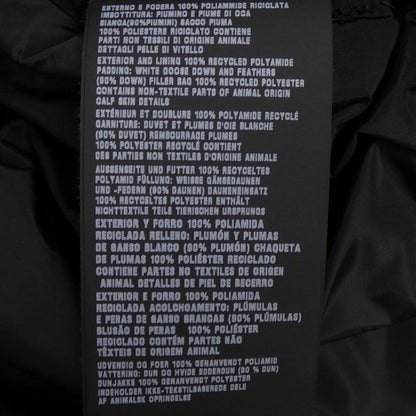 ESTERNO E FODERA 100% POLIAMMIDE RICICLATA
IMBOTTITURA: PIUMINO E PIUME DI OCA
BIANCA(90%PIUMINI) SACCO PIUMA
100% POLIESTERE RICICLATO CONTIENE
PARTI NON TESSILI DI ORIGINE ANIMALE
DETTAGLI PELLE DI VITELLO
EXTERIOR AND LINING 100% RECYCLED POLYAMIDE
PADDING: WHITE GOOSE DOWN AND FEATHERS
(90% DOWN) FILLER BAG 100% RECYCLED POLYESTER
CONTAINS NON-TEXTILE PARTS OF ANIMAL ORIGIN
CALF SKIN DETAILS
EXTÉRIEUR ET DOUBLURE 100% POLYAMIDE RECYCLÉ
GARNITURE: DUVET ET PLUMES D'OIE BLANCHE
(90% DUVET) REMBOURRAGE PLUMES
100% POLYESTER RECYCLÉ CONTIENT
DES PARTIES NON TEXTILES D'ORIGINE ANIMALE
AUSSENSEITE UND FUTTER 100% RECYCELTES
POLYAMID FÜLLUNG: WEISSE GÄNSEDAUNEN
UND -FEDERN (90% DAUNEN) DAUNENEINSATZ
100% RECYCELTES POLYESTER ENTHÄLT
NICHTTEXTILE TEILE TIERISCHEN URSPRUNGS
EXTERIOR Y FORRO 100% POLIAMIDA
RECICLADA RELLENO: PLUMÓN Y PLUMAS
DE GANSO BLANCO (90% PLUMÓN) CHAQUETA
DE PLUMAS 100% POLIÉSTER RECICLADO
CONTIENE PARTES NO TEXTILES DE ORIGEN
ANIMAL DETALLES DE PIEL DE BECERRO
EXTERIOR E FORRO 100% POLIAMIDA
RECICLADA ACOLCHOAMENTO: PLÚMULAS
E PENAS DE GANSO BRANCAS (90% PLÚMULAS)
BLUSÃO DE PENAS 100% POLIÉSTER
RECICLADO CONTÉM PARTES NÃO
TÊXTEIS DE ORIGEM ANIMAL
UDVENDIG OG FOER 100% GENANVENDT POLIAMID
VATTERING: DUN OG HVIDE EDDERDUN (90 % DUN)
DUNJAKKE 100% GENANVENDT POLYESTER
INDEHOLDER IKKE-TEKSTILBASEREDE DELE
AF ANIMALSK OPRINDELSE